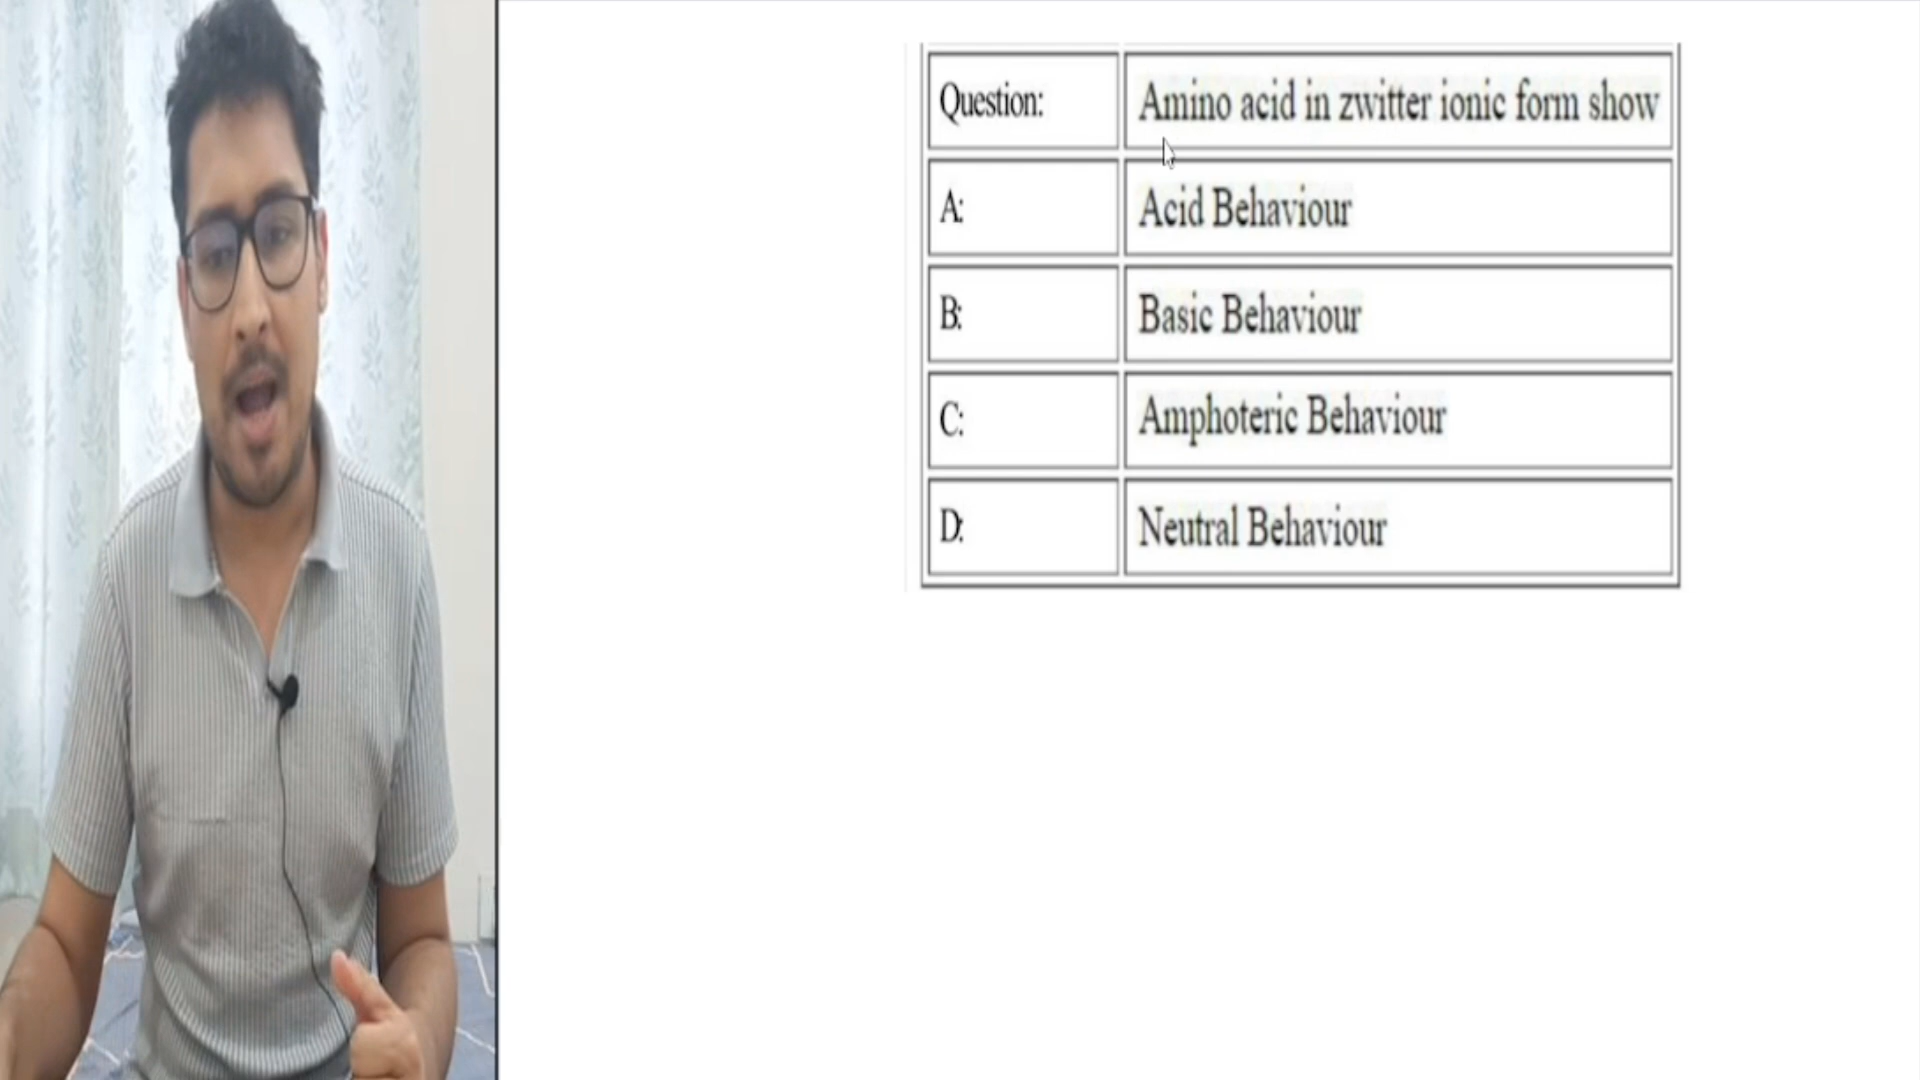 Question: Amino acid in zwitter ionic form show
A: Acid Behaviour
B: Basic Behaviour
C: Amphoteric Behaviour
D: Neutral Behaviour